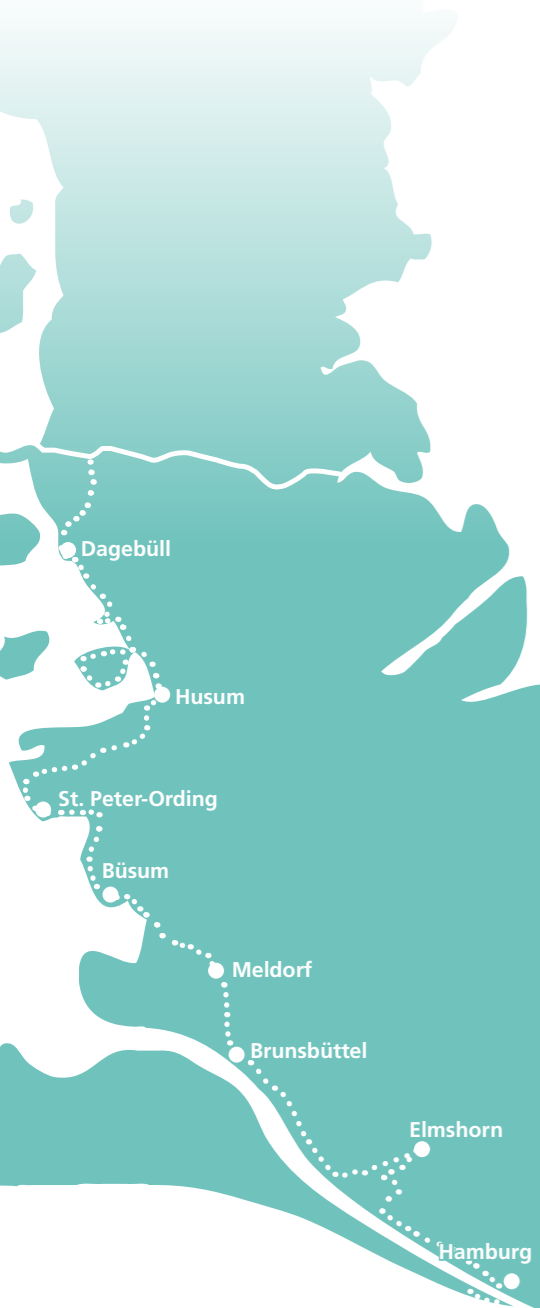 Dagebüll
Husum
St. Peter-Ording
Büsum
Meldorf
Brunsbüttel
Elmshorn
Hamburg